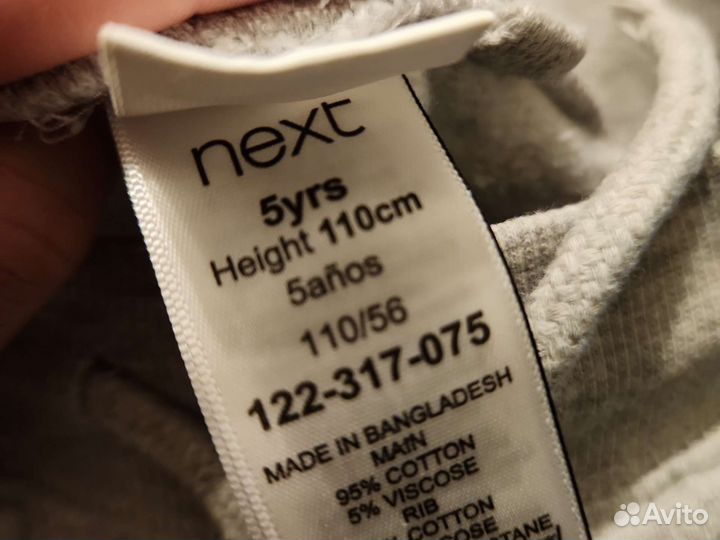 next
5yrs
Height 110cm
5años
110/56
122-317-075
MADE IN BANGLADESH
MAIN
95% COTTON
5% VISCOSE
RIB
COTTON
Avito